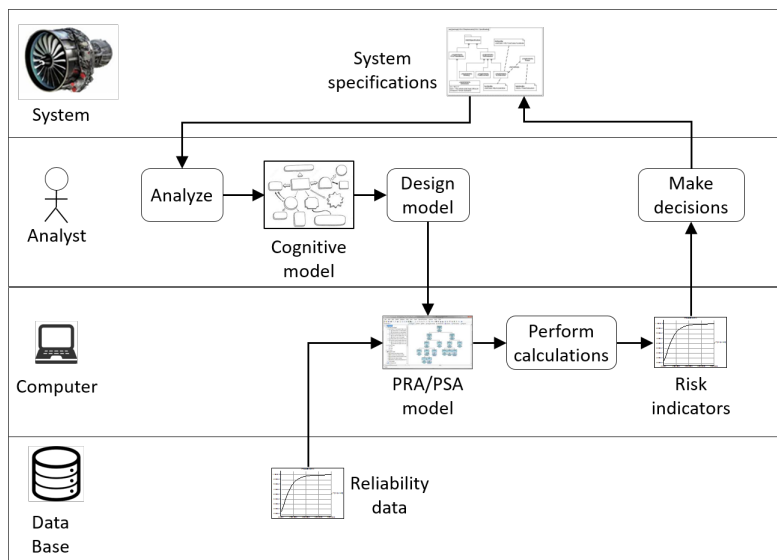 System
specifications
System
Analyze
Design
model
Make
decisions
Analyst
Cognitive
model
Perform
calculations
Computer
PRA/PSA
model
Risk
indicators
Reliability
data
Data
Base